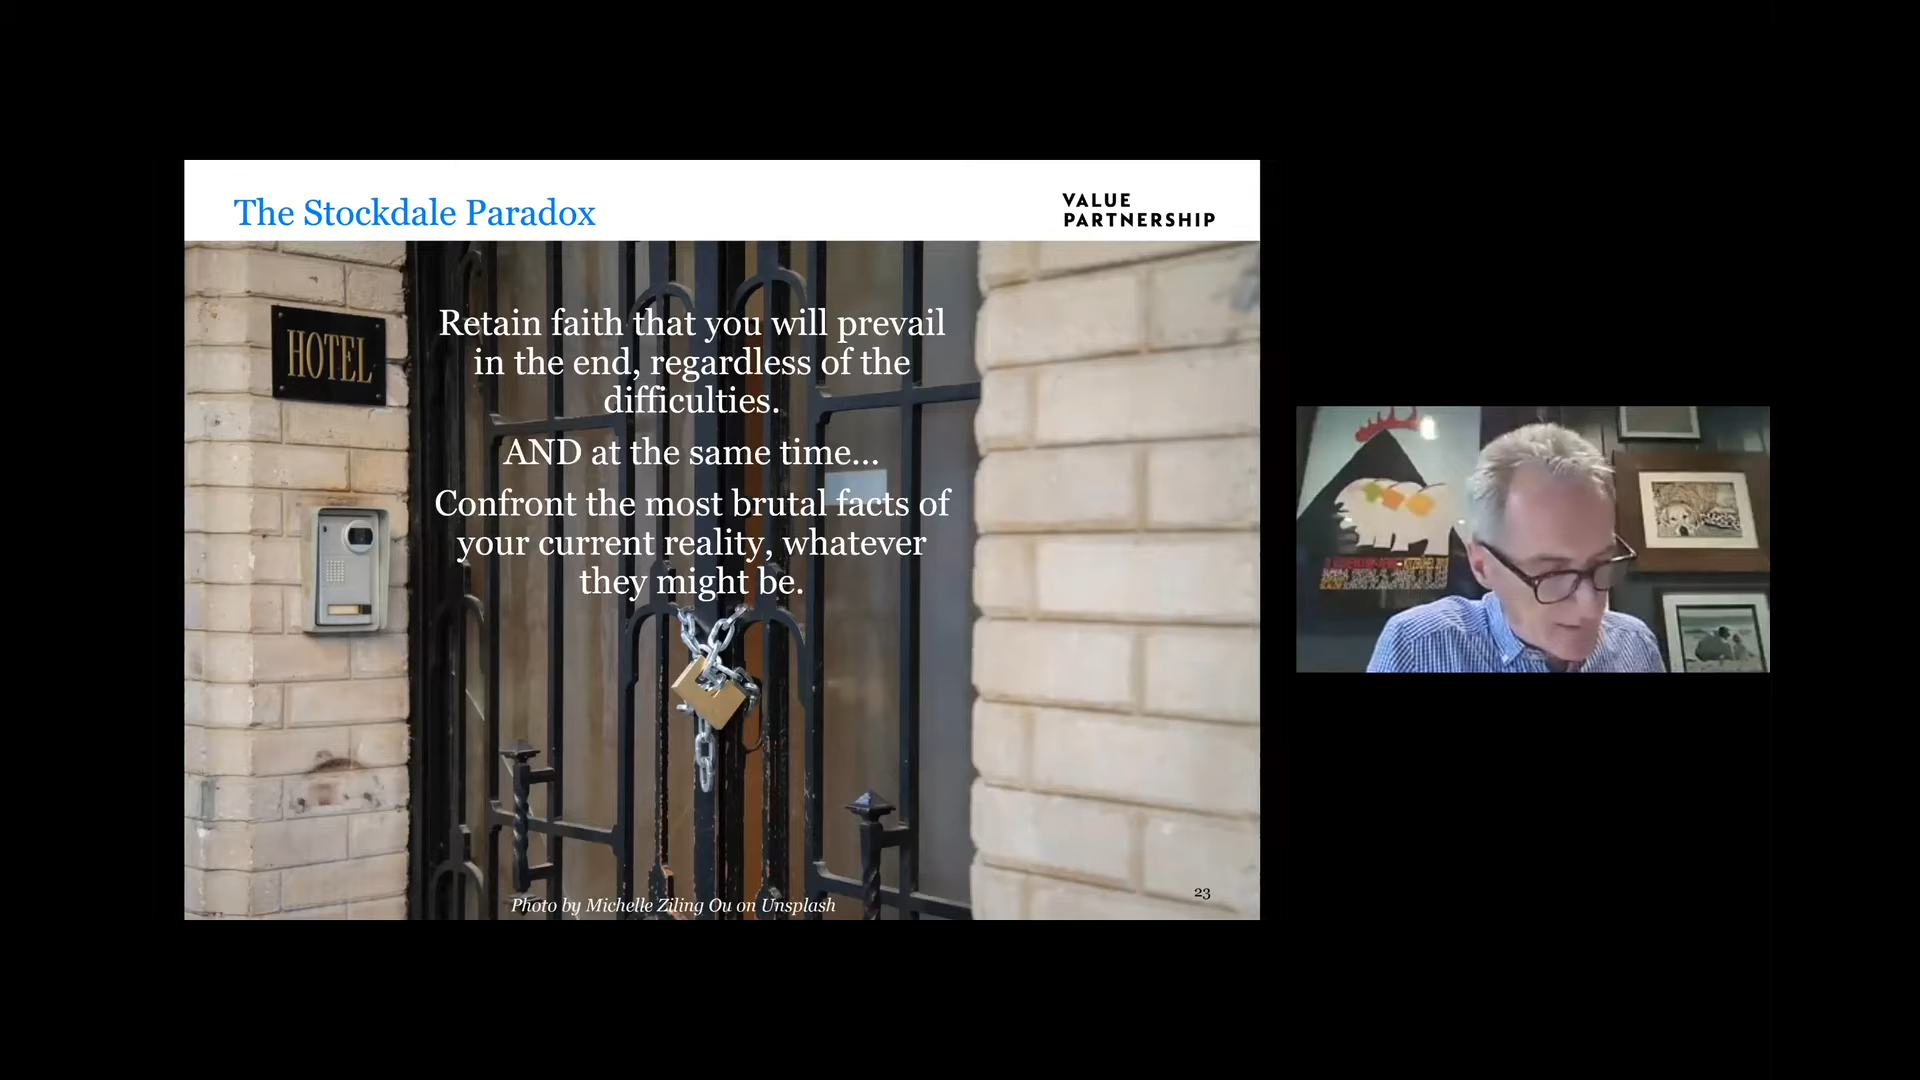 The Stockdale Paradox
VALUE
PARTNERSHIP
HOTEL
Retain faith that you will prevail
in the end, regardless of the
difficulties.
AND at the same time...
Confront the most brutal facts of
your current reality, whatever
they might be.
Photo by Michelle Ziling Ou on Unsplash
23